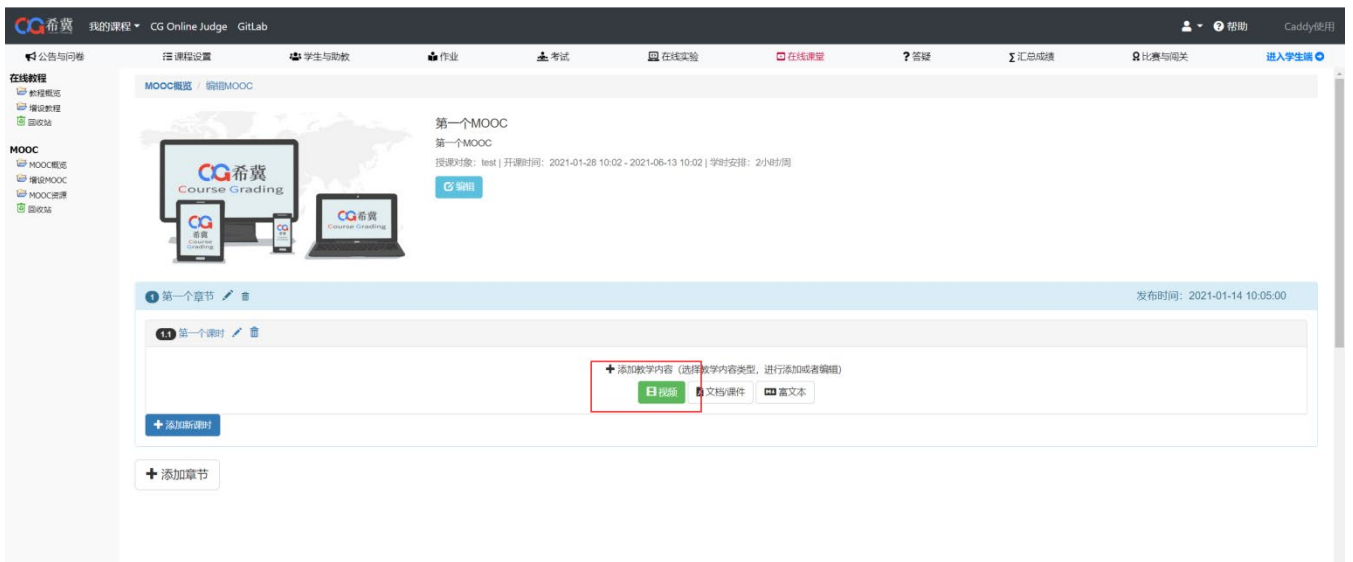 CG希冀 我的课程 CG Online Judge GitLab 帮助 Caddy使用
公告与问卷 课程设置 学生与助教 作业 考试 在线实验 在线课堂 ?答疑 ∑汇总成绩 比赛与闯关 进入学生端
在线教程
教程概览
增设教程
回收站
MOOC
MOOC概览
增设MOOC
MOOC资源
回收站
MOOC概览 / 编辑MOOC
CG希冀
Course Grading
CG
希冀
Course
Grading
CG
CG希冀
Course Grading
第一个MOOC
第一个MOOC
授课对象: test | 开课时间: 2021-01-28 10:02 - 2021-06-13 10:02 | 学时安排: 2小时/周
编辑
1 第一个章节 发布时间: 2021-01-14 10:05:00
1.1 第一个课时
+ 添加教学内容 (选择教学内容类型, 进行添加或者编辑)
视频 文档/课件 富文本
+ 添加新课时
+ 添加章节